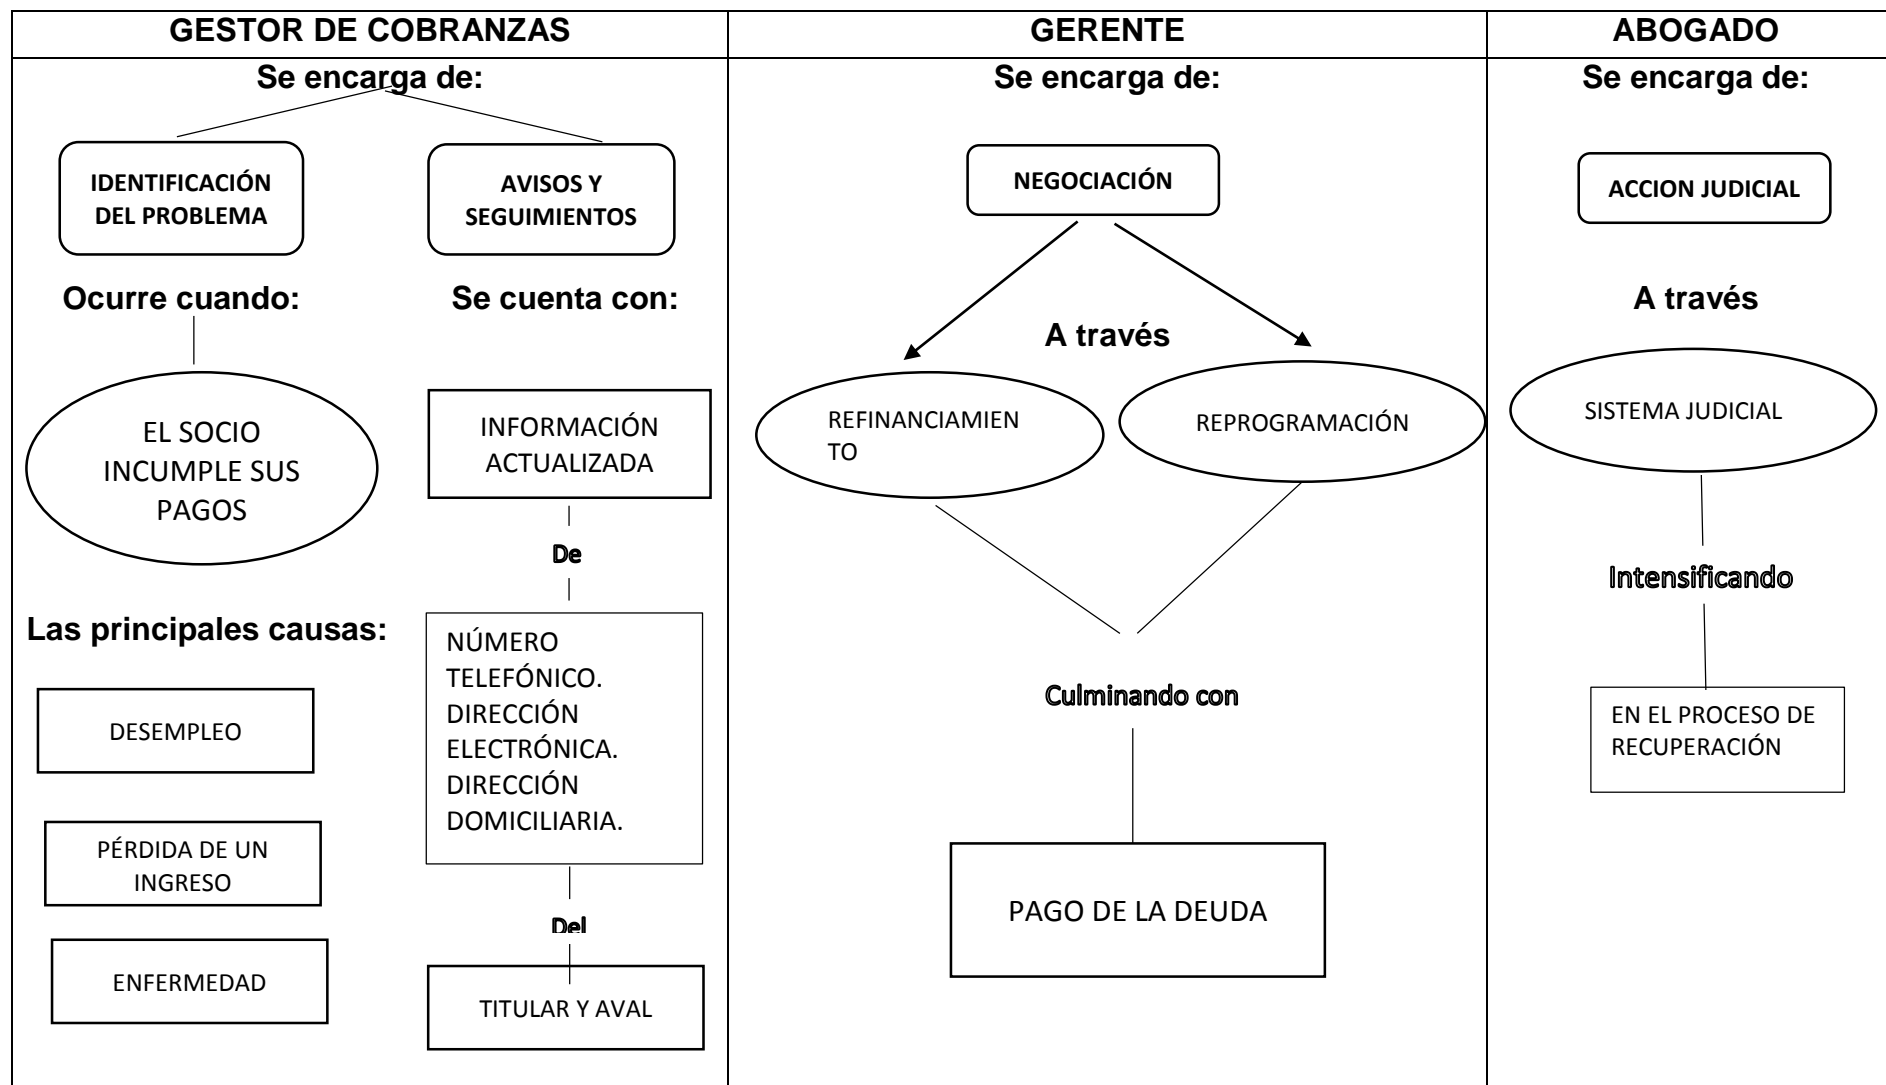 GESTOR DE COBRANZAS
GERENTE
ABOGADO
Se encarga de:
IDENTIFICACIÓN
DEL PROBLEMA
AVISOS Y
SEGUIMIENTOS
Ocurre cuando:
Se cuenta con:
EL SOCIO
INCUMPLE SUS
PAGOS
INFORMACIÓN
ACTUALIZADA
De
Las principales causas:
NÚMERO
TELEFÓNICO.
DIRECCIÓN
ELECTRÓNICA.
DIRECCIÓN
DOMICILIARIA.
DESEMPLEO
PÉRDIDA DE UN
INGRESO
Del
ENFERMEDAD
TITULAR Y AVAL
Se encarga de:
NEGOCIACIÓN
A través
REFINANCIAMIEN
TO
REPROGRAMACIÓN
Culminando con
PAGO DE LA DEUDA
Se encarga de:
ACCION JUDICIAL
A través
SISTEMA JUDICIAL
Intensificando
EN EL PROCESO DE
RECUPERACIÓN